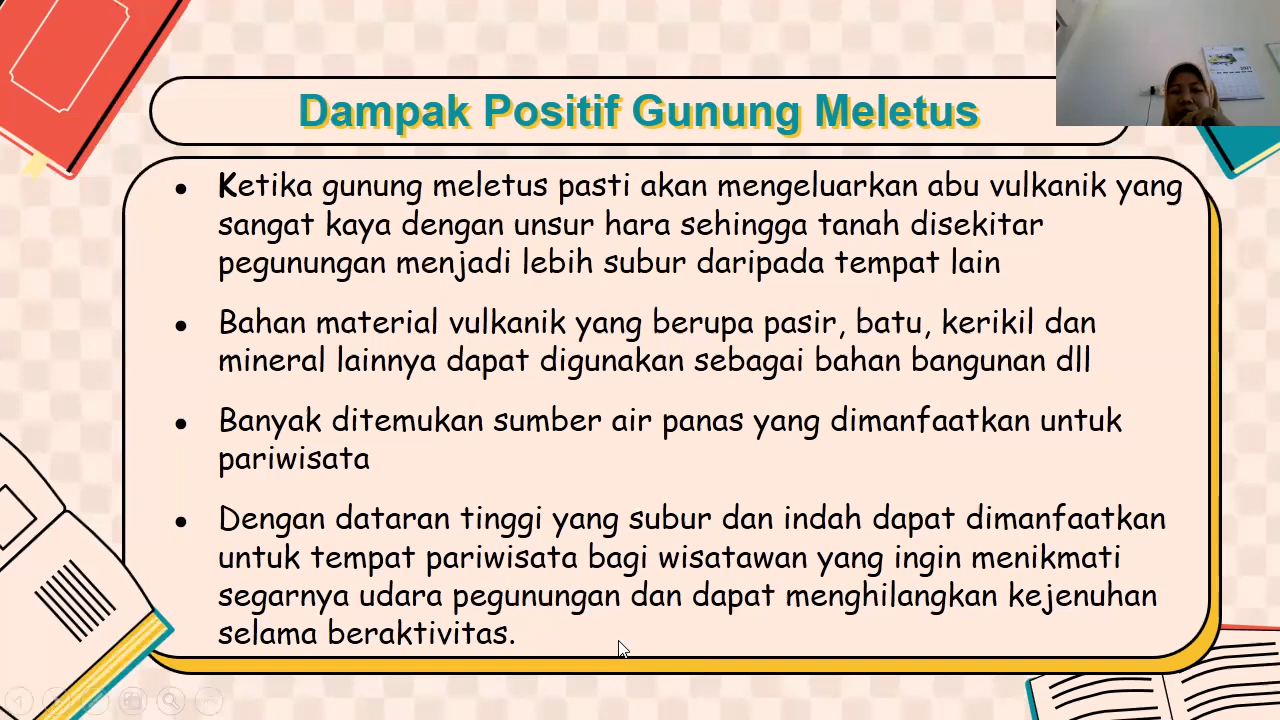 Dampak Positif Gunung Meletus
● Ketika gunung meletus pasti akan mengeluarkan abu vulkanik yang
sangat kaya dengan unsur hara sehingga tanah disekitar
pegunungan menjadi lebih subur daripada tempat lain
● Bahan material vulkanik yang berupa pasir, batu, kerikil dan
mineral lainnya dapat digunakan sebagai bahan bangunan dll
● Banyak ditemukan sumber air panas yang dimanfaatkan untuk
pariwisata
● Dengan dataran tinggi yang subur dan indah dapat dimanfaatkan
untuk tempat pariwisata bagi wisatawan yang ingin menikmati
segarnya udara pegunungan dan dapat menghilangkan kejenuhan
selama beraktivitas.